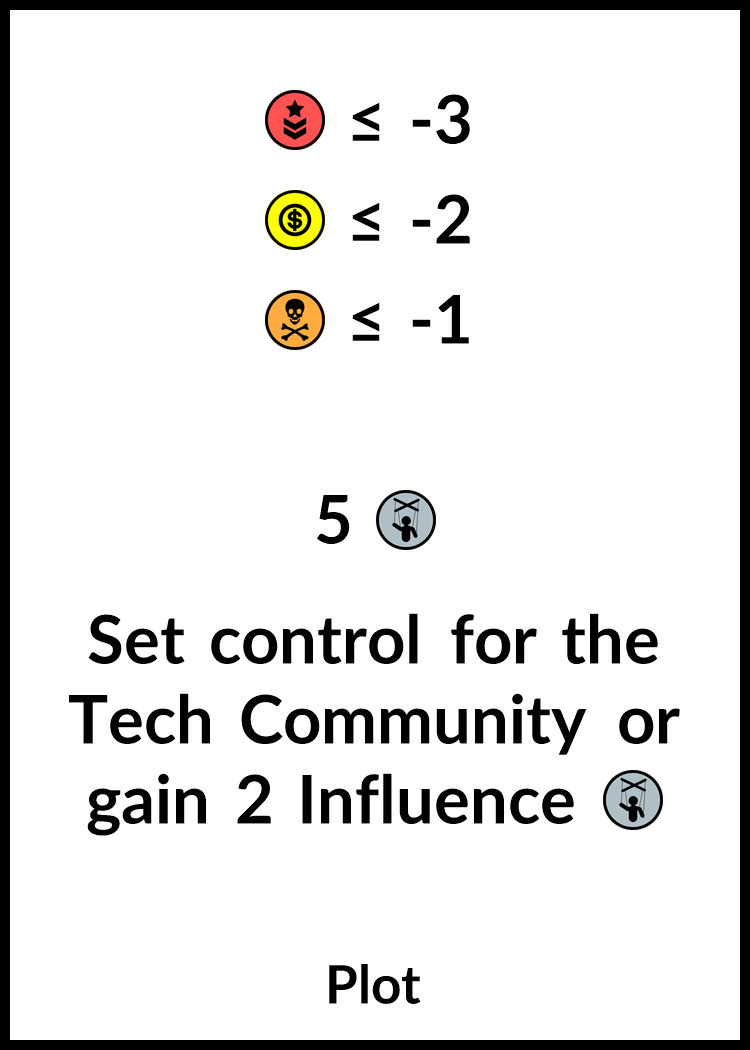 ≤ -3
$ ≤ -2
≤ -1
5
Set control for the
Tech Community or
gain 2 Influence
Plot